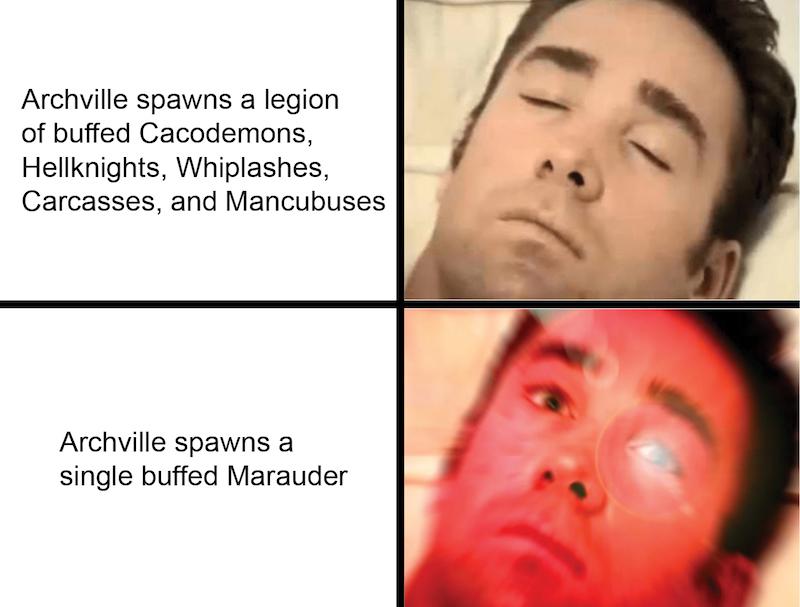 Archville spawns a legion
of buffed Cacodemons,
Hellknights, Whiplashes,
Carcasses, and Mancubuses
Archville spawns a
single buffed Marauder